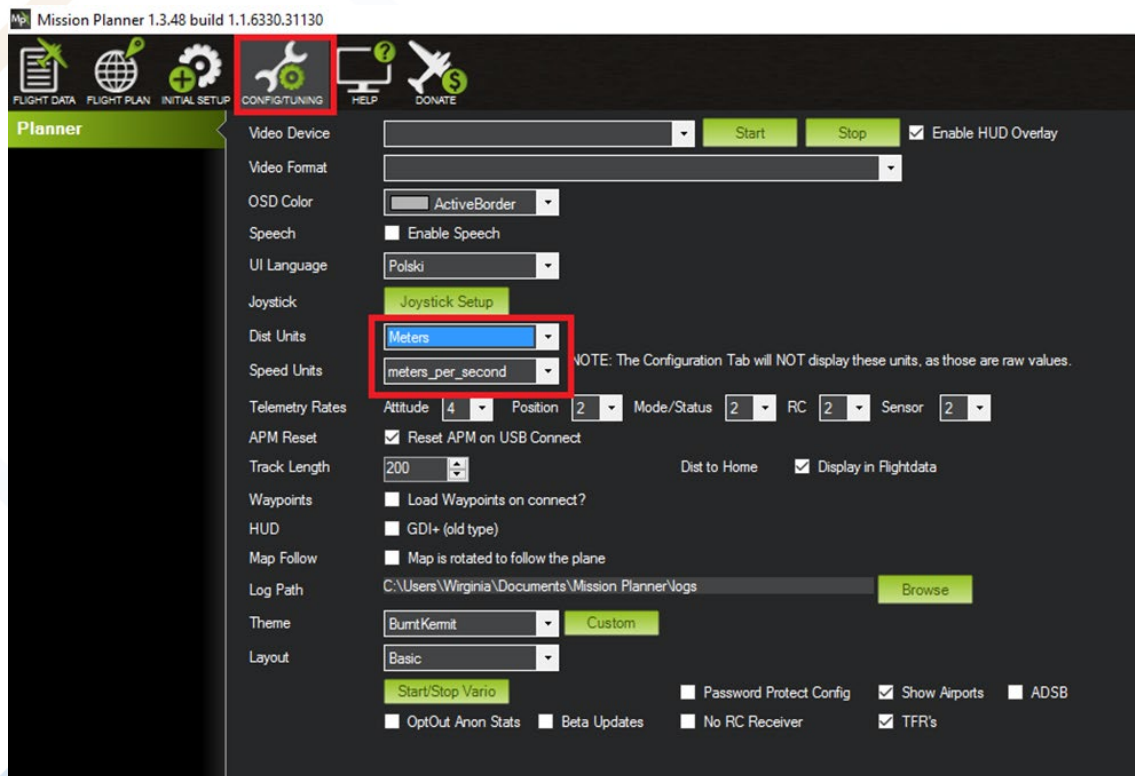 Mission Planner 1.3.48 build 1.1.6330.31130
FLIGHT DATA FLIGHT PLAN INITIAL SETUP CONFIG/TUNING HELP DONATE
Planner
Video Device Start Stop Enable HUD Overlay
Video Format
OSD Color ActiveBorder
Speech Enable Speech
UI Language Polski
Joystick Joystick Setup
Dist Units Meters
NOTE: The Configuration Tab will NOT display these units, as those are raw values.
Speed Units meters_per_second
Telemetry Rates Attitude 4 Position 2 Mode/Status 2 RC 2 Sensor 2
APM Reset Reset APM on USB Connect
Track Length 200 Dist to Home Display in Flightdata
Waypoints Load Waypoints on connect?
HUD GDI+ (old type)
Map Follow Map is rotated to follow the plane
Log Path C:\Users\Wirginia\Documents\Mission Planner\logs Browse
Theme BurntKermit Custom
Layout Basic
Start/Stop Vario Password Protect Config Show Airports ADSB
OptOut Anon Stats Beta Updates No RC Receiver TFR's